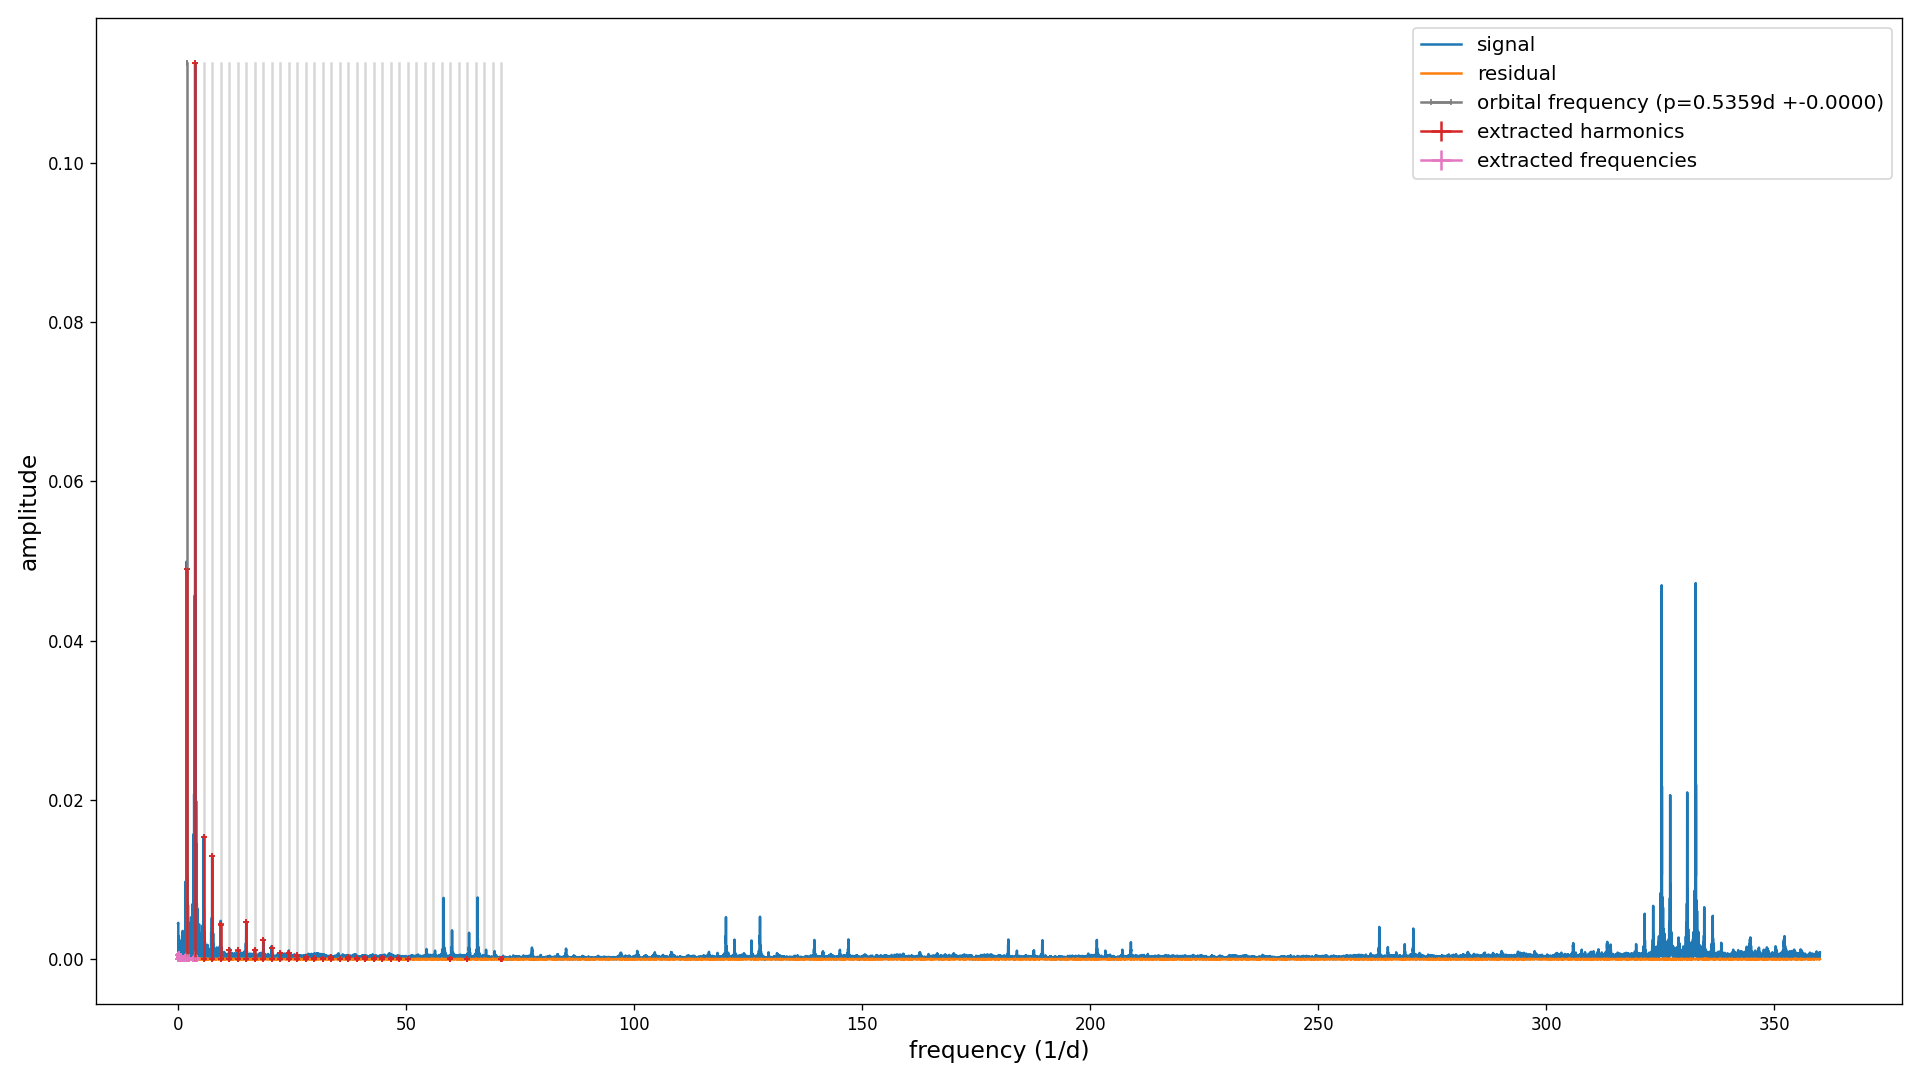 signal
residual
orbital frequency (p=0.5359d +-0.0000)
extracted harmonics
extracted frequencies
0.10
0.08
0.06
0.04
0.02
0.00
amplitude
0 50 100 150 200 250 300 350
frequency (1/d)